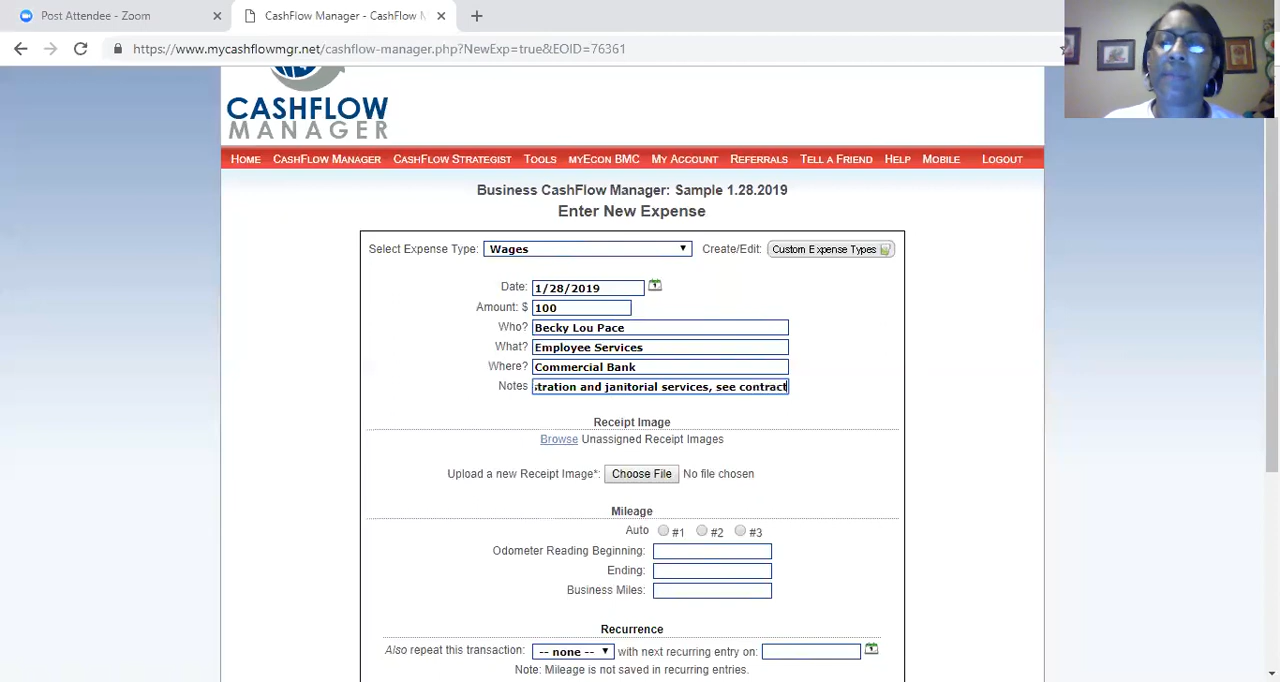 Post Attendee - Zoom
CashFlow Manager - CashFlow M
https://www.mycashflowmgr.net/cashflow-manager.php?NewExp=true&EOID=76361
CASHFLOW
MANAGER
HOME CASHFLOW MANAGER CASHFLOW STRATEGIST TOOLS MYECON BMC MY ACCOUNT REFERRALS TELL A FRIEND HELP MOBILE LOGOUT
Business CashFlow Manager: Sample 1.28.2019
Enter New Expense
Select Expense Type: Wages Create/Edit: Custom Expense Types
Date: 1/28/2019
Amount: $ 100
Who? Becky Lou Pace
What? Employee Services
Where? Commercial Bank
Notes stration and janitorial services, see contract
Receipt Image
Browse Unassigned Receipt Images
Upload a new Receipt Image*: Choose File No file chosen
Mileage
Auto #1 #2 #3
Odometer Reading Beginning:
Ending:
Business Miles:
Recurrence
Also repeat this transaction: -- none -- with next recurring entry on:
Note: Mileage is not saved in recurring entries.